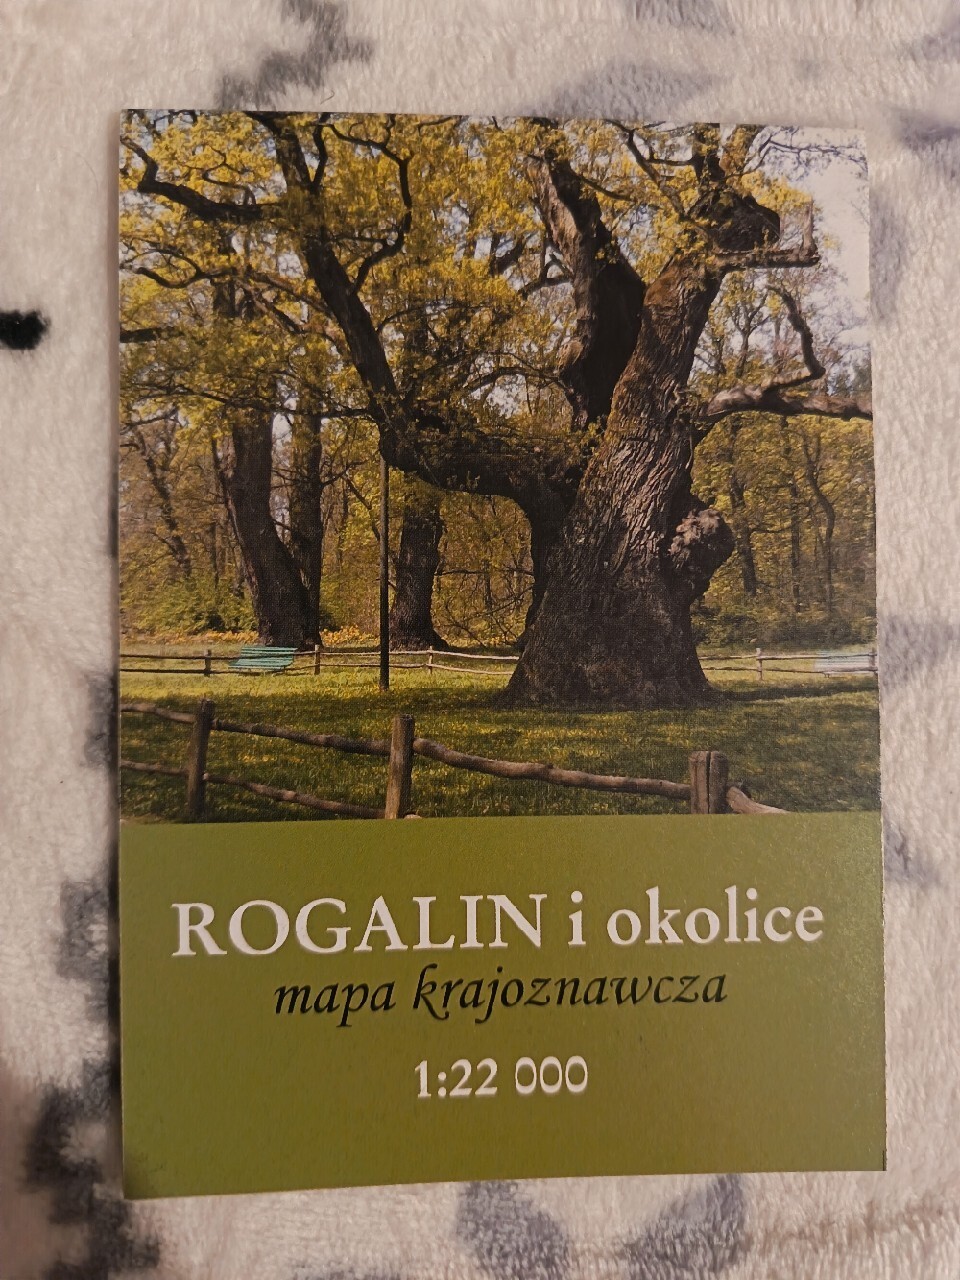 ROGALIN i okolice
mapa krajoznawcza
1:22 000